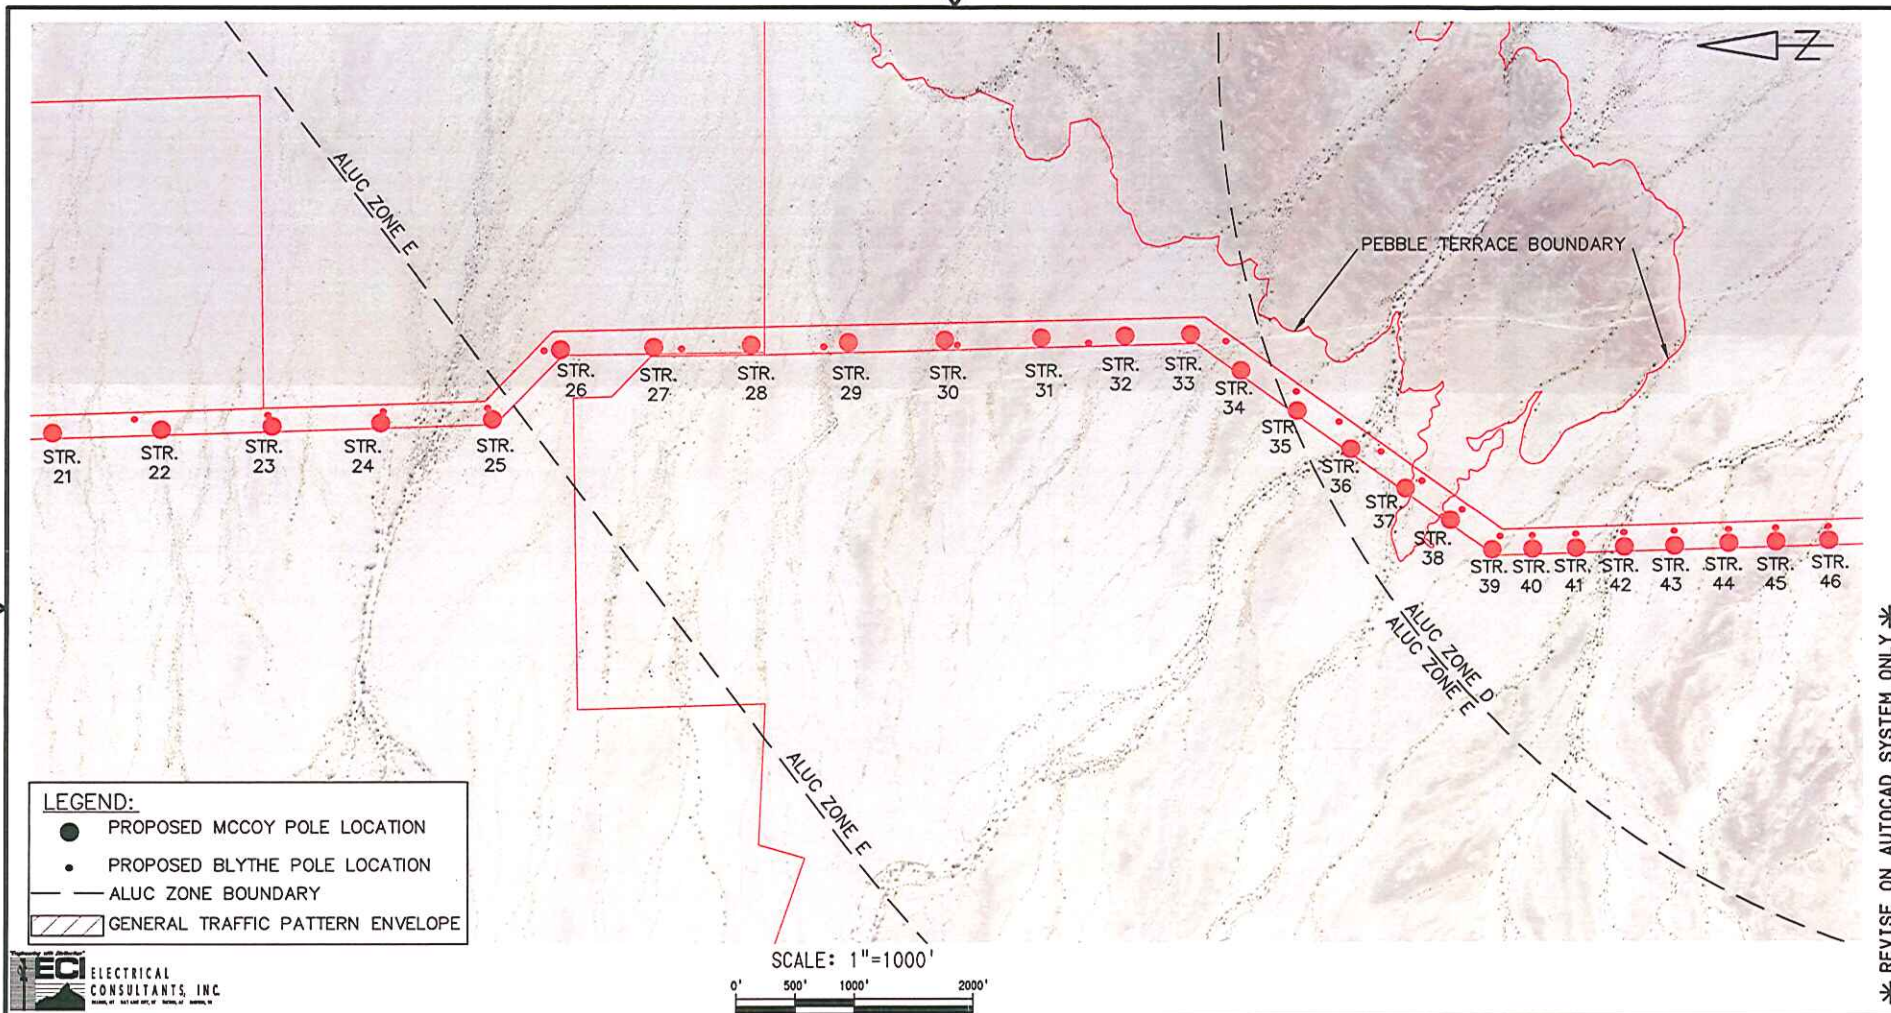 N
ALUC ZONE E
PEBBLE TERRACE BOUNDARY
STR. 21
STR. 22
STR. 23
STR. 24
STR. 25
STR. 26
STR. 27
STR. 28
STR. 29
STR. 30
STR. 31
STR. 32
STR. 33
STR. 34
STR. 35
STR. 36
STR. 37
STR. 38
STR. 39
STR. 40
STR. 41
STR. 42
STR. 43
STR. 44
STR. 45
STR. 46
ALUC ZONE D
ALUC ZONE E
ALUC ZONE E
LEGEND:
PROPOSED MCCOY POLE LOCATION
PROPOSED BLYTHE POLE LOCATION
ALUC ZONE BOUNDARY
GENERAL TRAFFIC PATTERN ENVELOPE
ECI ELECTRICAL
CONSULTANTS, INC.
SCALE: 1"=1000'
0' 500' 1000' 2000'
* REVISE ON AUTOCAD SYSTEM ONLY *